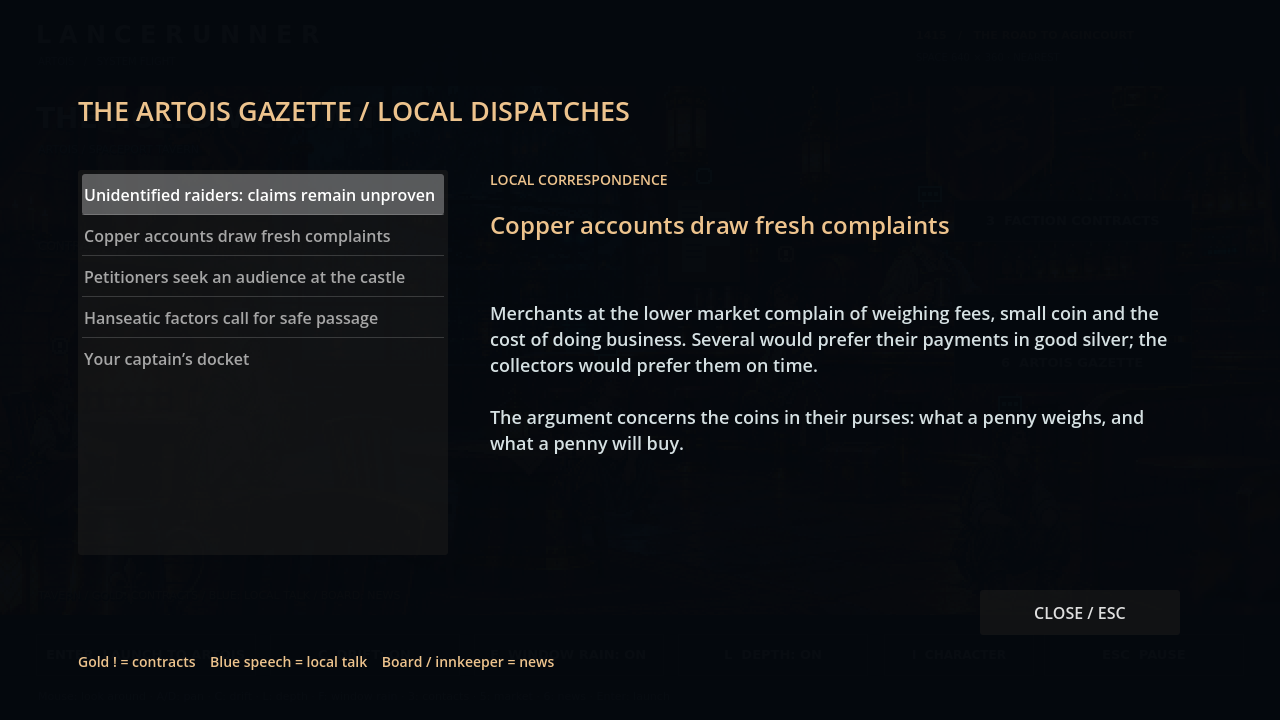 LANCERUNNER
THE ARTOIS GAZETTE / LOCAL DISPATCHES
Unidentified raiders: claims remain unproven
Copper accounts draw fresh complaints
Petitioners seek an audience at the castle
Hanseatic factors call for safe passage
Your captain’s docket
LOCAL CORRESPONDENCE
Copper accounts draw fresh complaints
Merchants at the lower market complain of weighing fees, small coin and the
cost of doing business. Several would prefer their payments in good silver; the
collectors would prefer them on time.
The argument concerns the coins in their purses: what a penny weighs, and
what a penny will buy.
CLOSE / ESC
Gold ! = contracts Blue speech = local talk Board / innkeeper = news